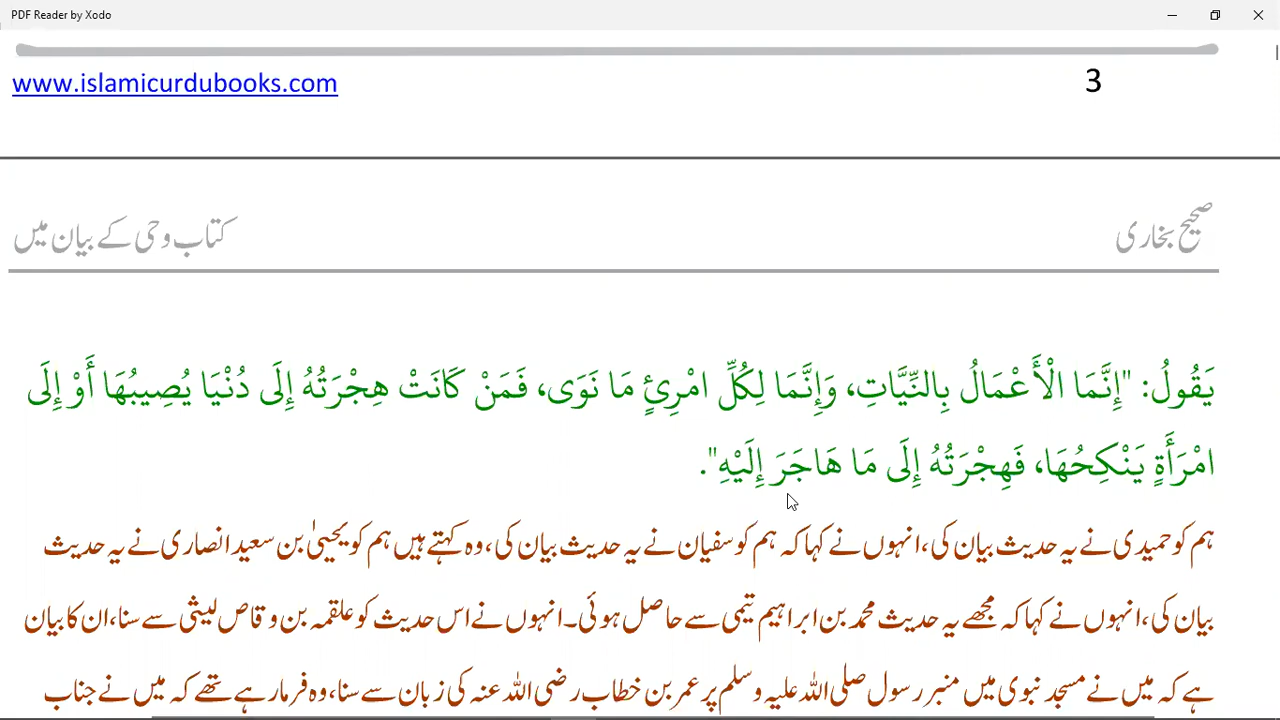 PDF Reader by Xodo
www.islamicurdubooks.com 3
صحیح بخاری کتاب وحی کے بیان میں
يَقُولُ: "إِنَّمَا الْأَعْمَالُ بِالنِّيَّاتِ، وَإِنَّمَا لِكُلِّ امْرِئٍ مَا نَوَى، فَمَنْ كَانَتْ هِجْرَتُهُ إِلَى دُنْيَا يُصِيبُهَا أَوْ إِلَى
امْرَأَةٍ يَنْكِحُهَا، فَهِجْرَتُهُ إِلَى مَا هَاجَرَ إِلَيْهِ".
ہم کو حمیدی نے یہ حدیث بیان کی، انہوں نے کہا کہ ہم کو سفیان نے یہ حدیث بیان کی، وہ کہتے ہیں ہم کو یحییٰ بن سعید انصاری نے یہ حدیث
بیان کی، انہوں نے کہا کہ مجھے یہ حدیث محمد بن ابراہیم تیمی سے حاصل ہوئی۔ انہوں نے اس حدیث کو علقمہ بن وقاص لیثی سے سنا، ان کا بیان
ہے کہ میں نے مسجد نبوی میں منبر رسول صلی اللہ علیہ وسلم پر عمر بن خطاب رضی اللہ عنہ کی زبان سے سنا، وہ فرما رہے تھے کہ میں نے جناب